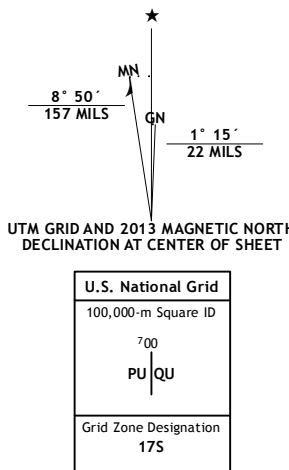 ★
MN
GN
8° 50´
157 MILS
1° 15´
22 MILS
UTM GRID AND 2013 MAGNETIC NORTH
DECLINATION AT CENTER OF SHEET
U.S. National Grid
100,000-m Square ID
⁷00
PU QU
Grid Zone Designation
17S